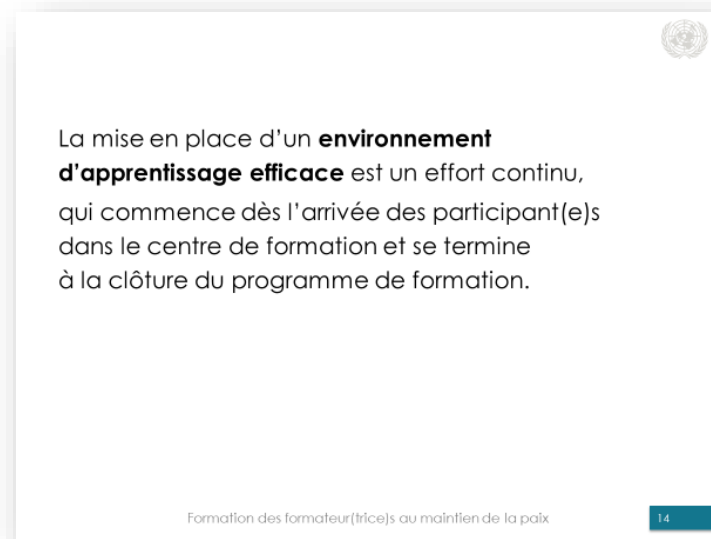 La mise en place d'un environnement
d'apprentissage efficace est un effort continu,
qui commence dès l'arrivée des participant(e)s
dans le centre de formation et se termine
à la clôture du programme de formation.
Formation des formateur(trice)s au maintien de la paix
14